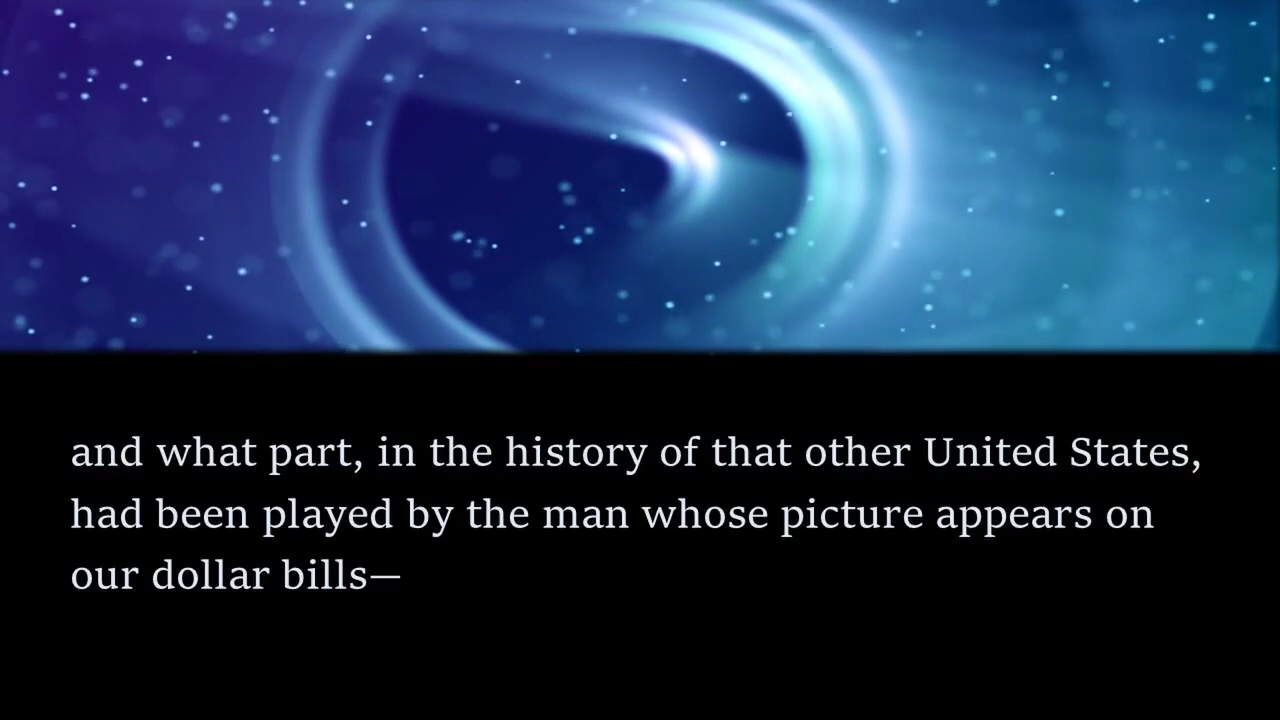 and what part, in the history of that other United States,
had been played by the man whose picture appears on
our dollar bills—